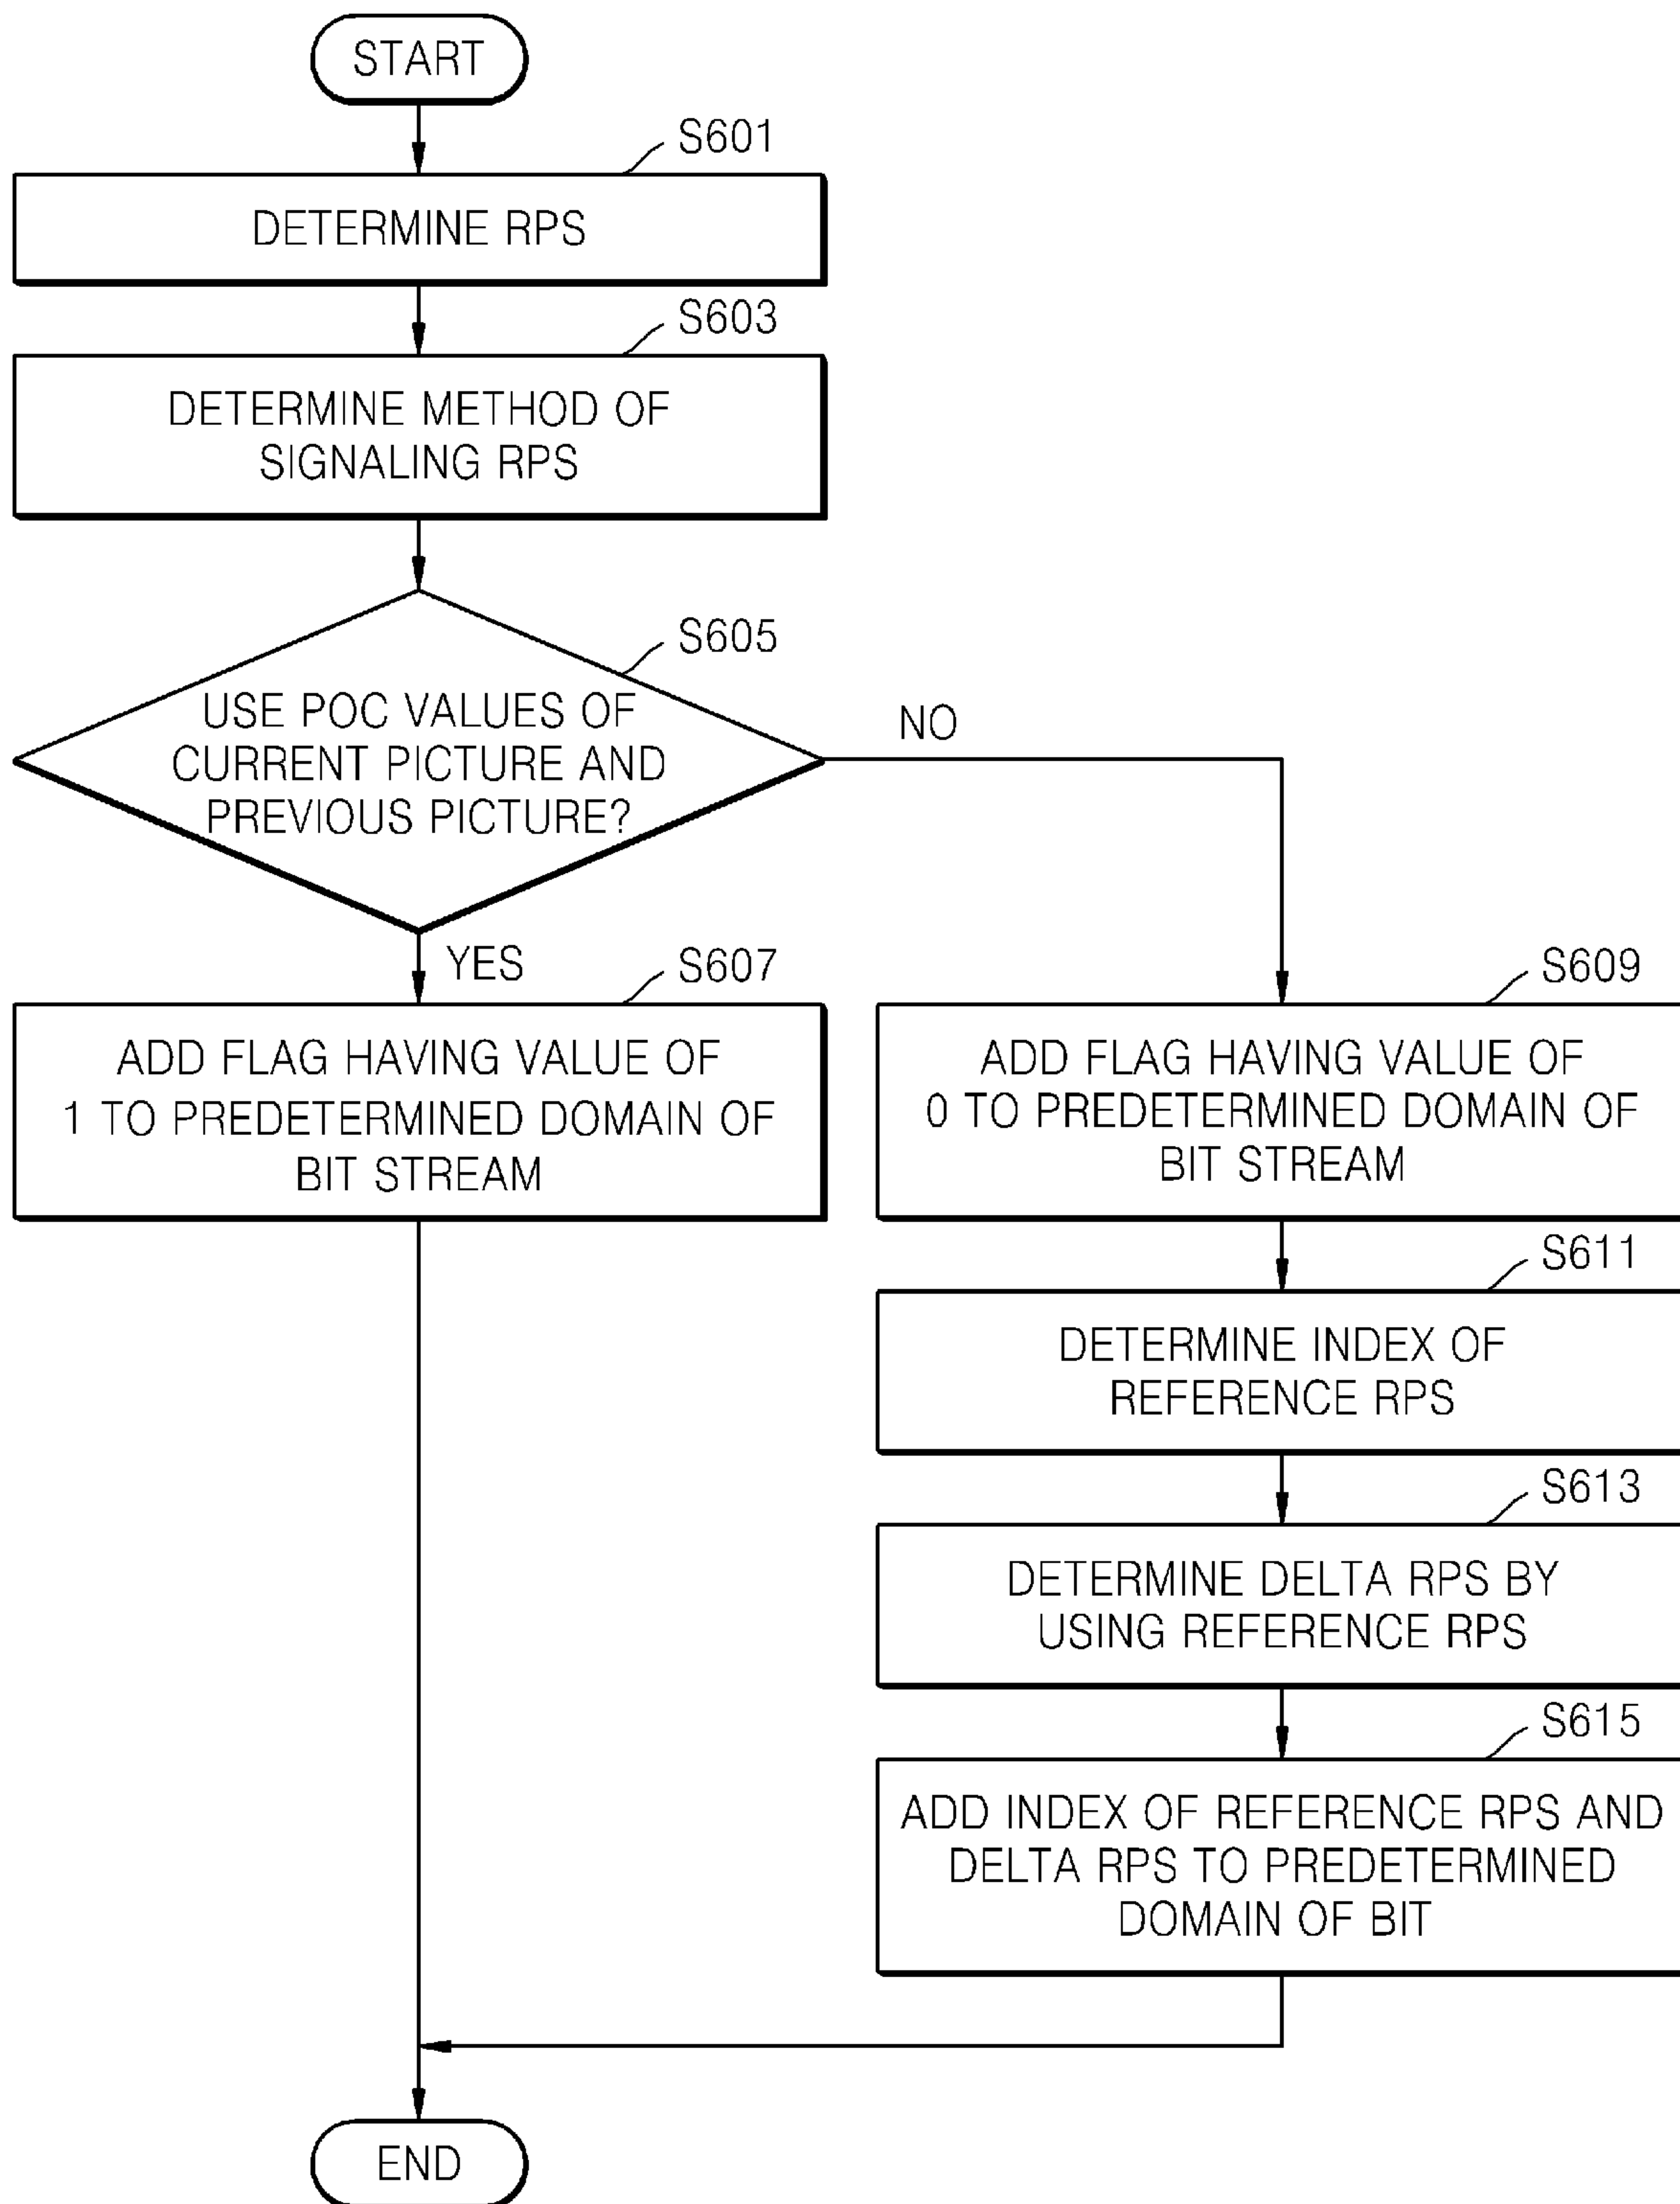 START
S601
DETERMINE RPS
S603
DETERMINE METHOD OF
SIGNALING RPS
S605
USE POC VALUES OF
CURRENT PICTURE AND
PREVIOUS PICTURE?
NO
YES
S607
ADD FLAG HAVING VALUE OF
1 TO PREDETERMINED DOMAIN OF
BIT STREAM
S609
ADD FLAG HAVING VALUE OF
0 TO PREDETERMINED DOMAIN OF
BIT STREAM
S611
DETERMINE INDEX OF
REFERENCE RPS
S613
DETERMINE DELTA RPS BY
USING REFERENCE RPS
S615
ADD INDEX OF REFERENCE RPS AND
DELTA RPS TO PREDETERMINED
DOMAIN OF BIT
END